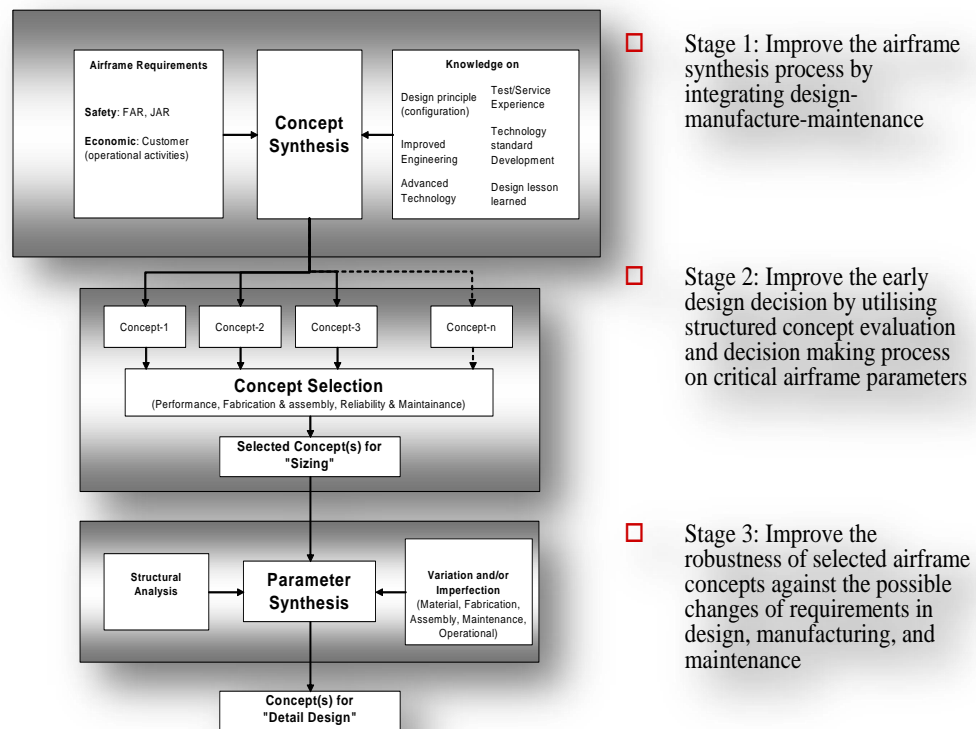 Airframe Requirements
Safety: FAR, JAR
Economic: Customer
(operational activities)
Concept
Synthesis
Knowledge on
Design principle
(configuration)
Improved
Engineering
Advanced
Technology
Test/Service
Experience
Technology
standard
Development
Design lesson
learned
Stage 1: Improve the airframe
synthesis process by
integrating design-
manufacture-maintenance
Concept-1
Concept-2
Concept-3
Concept-n
Concept Selection
(Performance, Fabrication & assembly, Reliability & Maintainance)
Selected Concept(s) for
"Sizing"
Stage 2: Improve the early
design decision by utilising
structured concept evaluation
and decision making process
on critical airframe parameters
Structural
Analysis
Parameter
Synthesis
Variation and/or
Imperfection
(Material, Fabrication,
Assembly, Maintenance,
Operational)
Concept(s) for
"Detail Design"
Stage 3: Improve the
robustness of selected airframe
concepts against the possible
changes of requirements in
design, manufacturing, and
maintenance